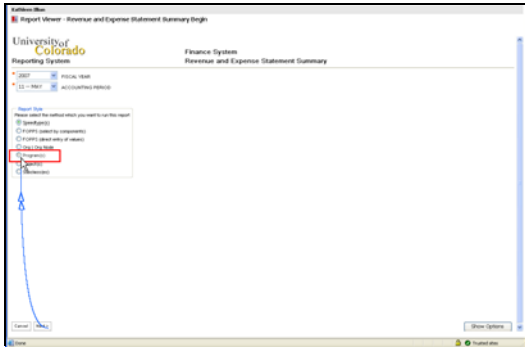 Kathleen Blue
Report Viewer - Revenue and Expense Statement Summary Begin
University of
Colorado
Reporting System
Finance System
Revenue and Expense Statement Summary
* 2007 FISCAL YEAR
* 11 -- MAY ACCOUNTING PERIOD
Report Style
Please select the method which you want to run this report
Speedtype(s)
FOPPS (select by components)
FOPPS (direct entry of values)
Org / Org Node
Program(s)
Cancel
Show Options
Done
Trusted sites